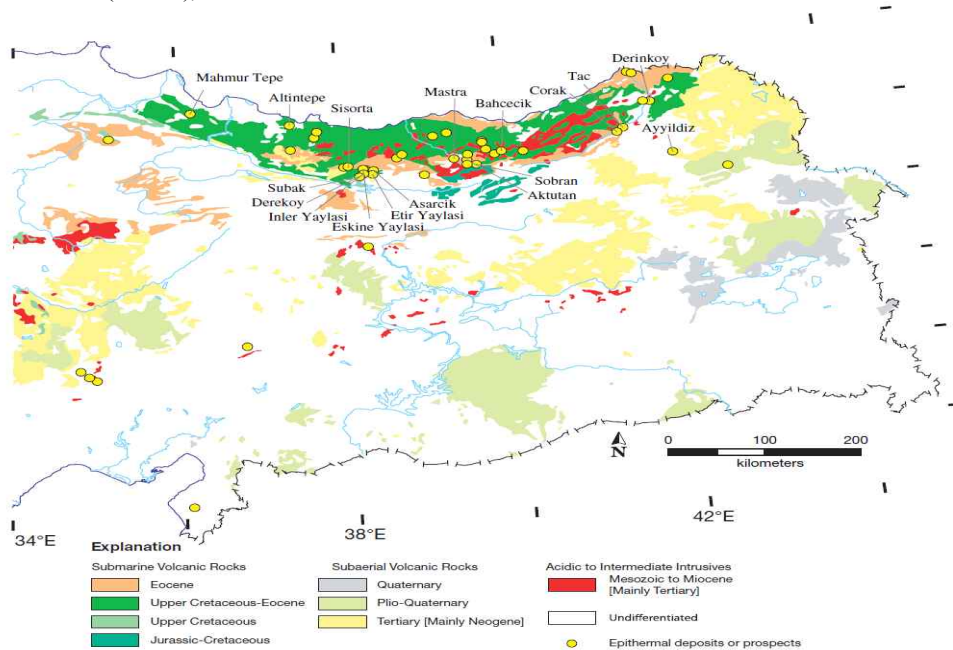 Derinkoy
Tac
Mahmur Tepe
Corak
Mastra
Altintepe
Bahcecik
Sisorta
Ayyildiz
Subak
Sobran
Derekoy
Asarcik
Aktutan
Inler Yaylasi
Etir Yaylasi
Eskine Yaylasi
N
0 100 200
kilometers
34°E
38°E
42°E
Explanation
Submarine Volcanic Rocks
Eocene
Upper Cretaceous-Eocene
Upper Cretaceous
Jurassic-Cretaceous
Subaerial Volcanic Rocks
Quaternary
Plio-Quaternary
Tertiary [Mainly Neogene]
Acidic to Intermediate Intrusives
Mesozoic to Miocene
[Mainly Tertiary]
Undifferentiated
Epithermal deposits or prospects